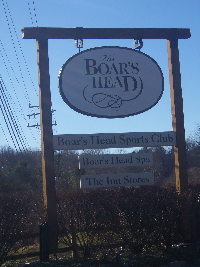 The
BOAR'S
HEAD
Boar's Head Sports Club
Boar's Head Spa
The Inn Stores